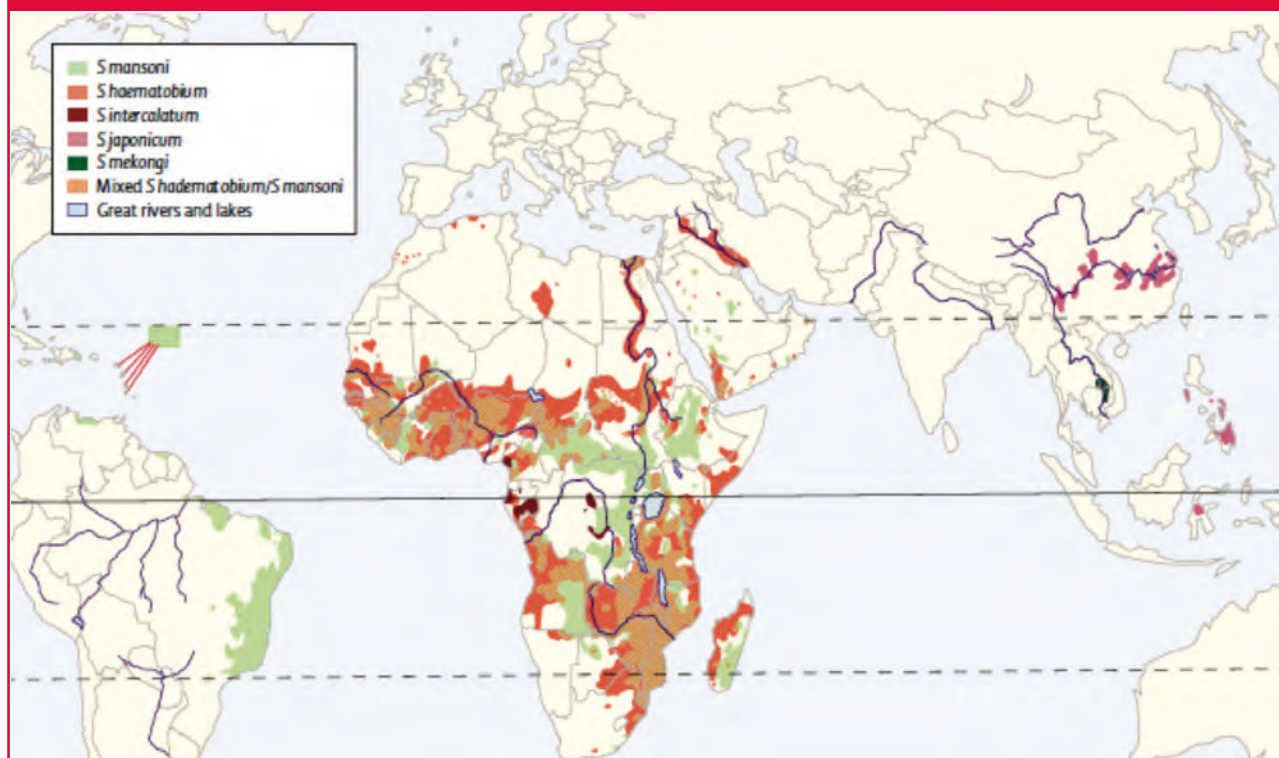 S mansoni
S haematobium
S intercalatum
S japonicum
S mekongi
Mixed S hadematobium/S mansoni
Great rivers and lakes